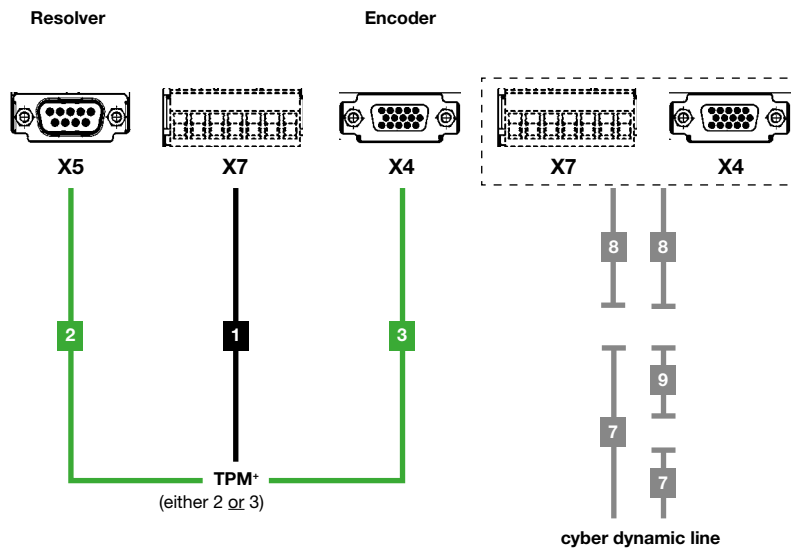 Resolver
Encoder
X5
X7
X4
X7
X4
8
8
2
1
3
9
7
7
TPM+
(either 2 or 3)
cyber dynamic line